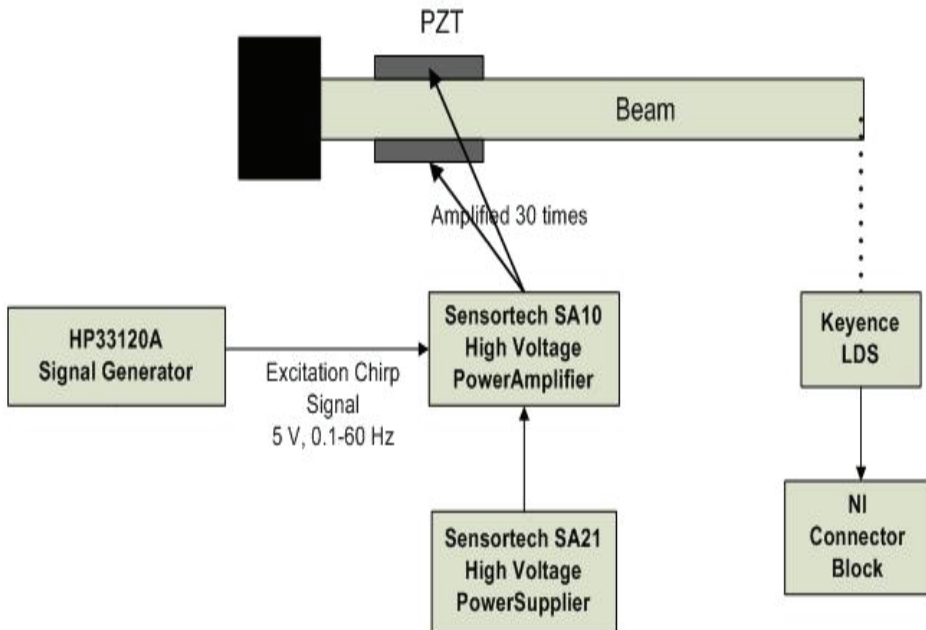 PZT
Beam
Amplified 30 times
HP33120A
Signal Generator
Excitation Chirp
Signal
5 V, 0.1-60 Hz
Sensortech SA10
High Voltage
PowerAmplifier
Keyence
LDS
Sensortech SA21
High Voltage
PowerSupplier
NI
Connector
Block